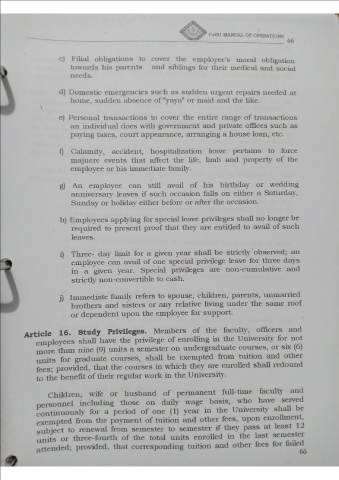 CvSU MANUAL OF OPERATIONS
66
c) Filial obligations to cover the employee's moral obligation
towards his parents and siblings for their medical and social
needs.
d) Domestic emergencies such as sudden urgent repairs needed at
home, sudden absence of "yaya" or maid and the like.
e) Personal transactions to cover the entire range of transactions
an individual does with government and private offices such as
paying taxes, court appearance, arranging a house loan, etc.
f) Calamity, accident, hospitalization leave pertains to force
majuere events that affect the life, limb and property of the
employee or his immediate family.
g) An employee can still avail of his birthday or wedding
anniversary leaves if such occasion falls on either a Saturday,
Sunday or holiday either before or after the occasion.
h) Employees applying for special leave privileges shall no longer be
required to present proof that they are entitled to avail of such
leaves.
i) Three- day limit for a given year shall be strictly observed; an
employee can avail of one special privilege leave for three days
in a given year. Special privileges are non-cumulative and
strictly non-convertible to cash.
j) Immediate family refers to spouse, children, parents, unmarried
brothers and sisters or any relative living under the same roof
or dependent upon the employee for support.
Article 16. Study Privileges. Members of the faculty, officers and
employees shall have the privilege of enrolling in the University for not
more than nine (9) units a semester on undergraduate courses, or six (6)
units for graduate courses, shall be exempted from tuition and other
fees; provided, that the courses in which they are enrolled shall redound
to the benefit of their regular work in the University.
Children, wife or husband of permanent full-time faculty and
personnel including those on daily wage basis, who have served
continuously for a period of one (1) year in the University shall be
exempted from the payment of tuition and other fees, upon enrollment,
subject to renewal from semester to semester if they pass at least 12
units or three-fourth of the total units enrolled in the last semester
attended; provided, that corresponding tuition and other fees for failed
66